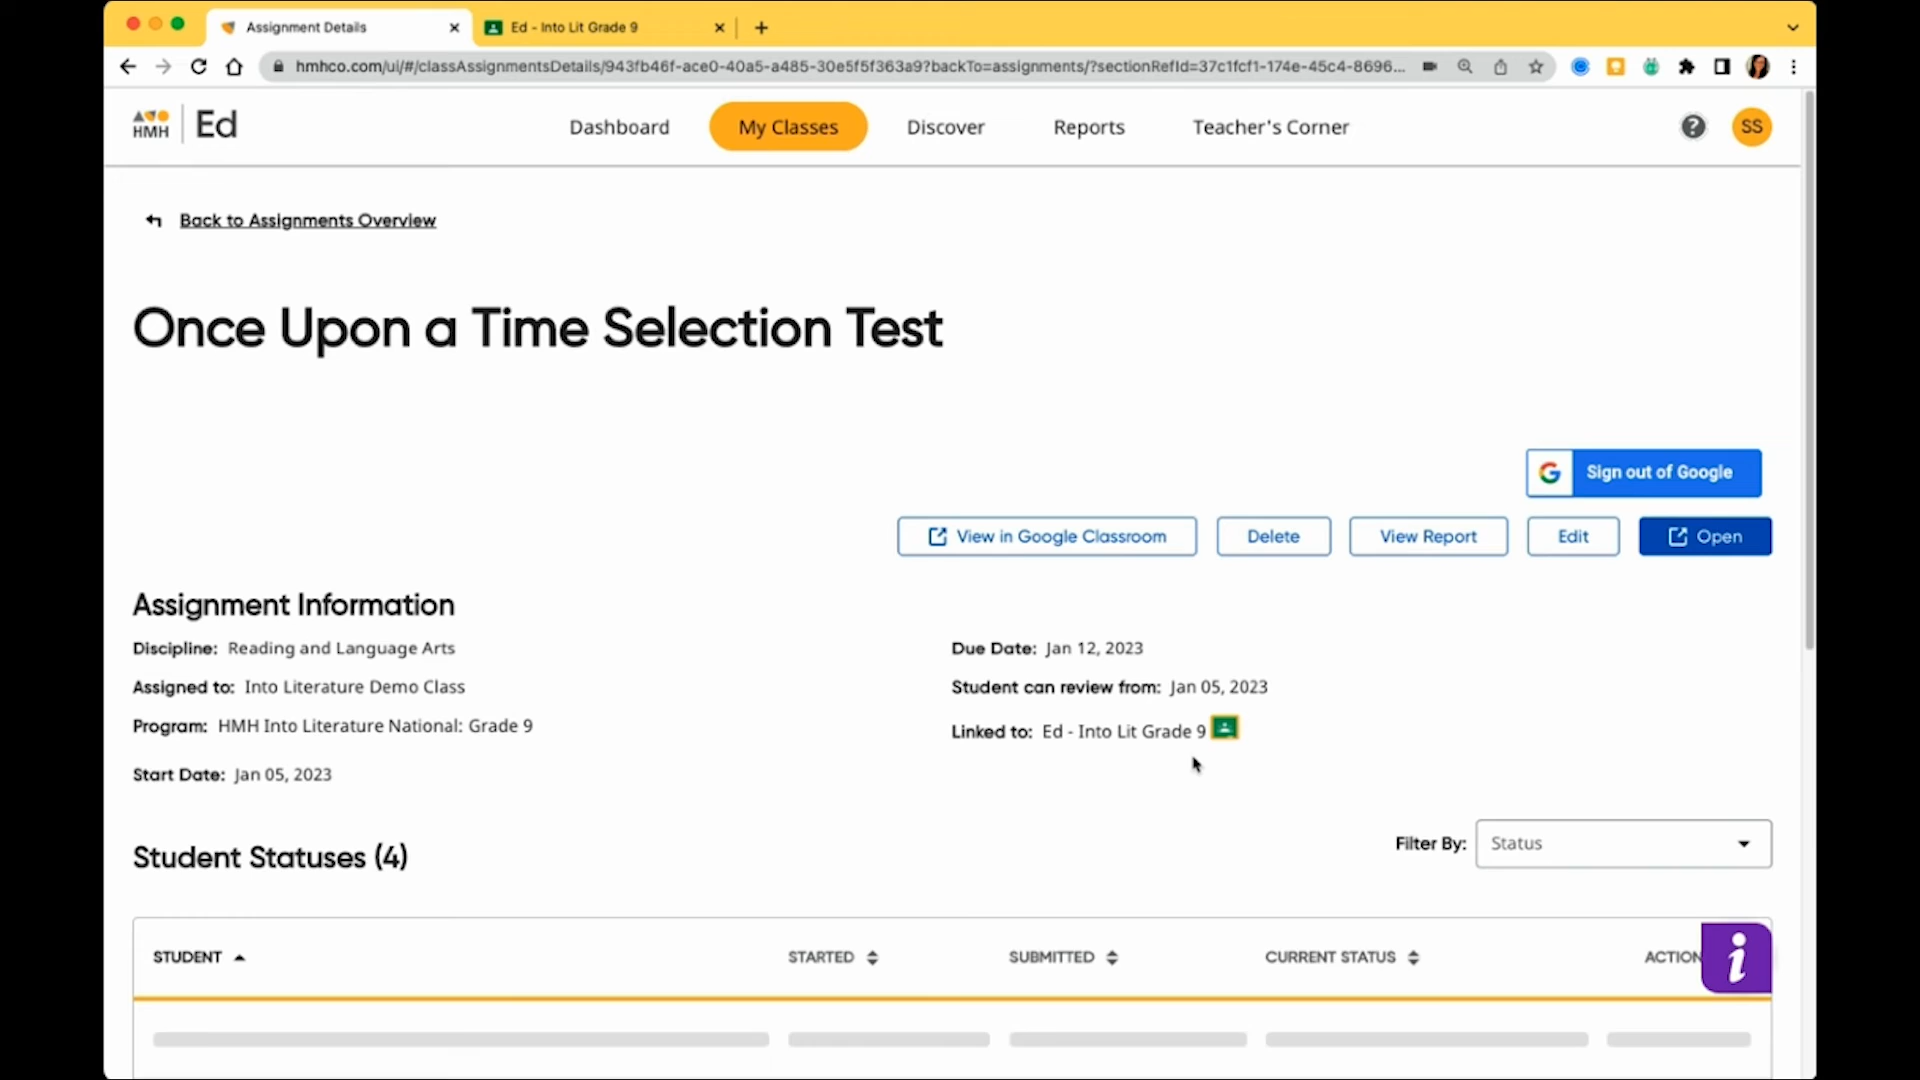 Assignment Details
Ed - Into Lit Grade 9
hmhco.com/ui/#/classAssignmentsDetails/943fb46f-ace0-40a5-a485-30e5f5f363a9?backTo=assignments/?sectionRefId=37c1fcf1-174e-45c4-8696...
HMH Ed
Dashboard
My Classes
Discover
Reports
Teacher's Corner
?
SS
Back to Assignments Overview
Once Upon a Time Selection Test
G Sign out of Google
View in Google Classroom
Delete
View Report
Edit
Open
Assignment Information
Discipline: Reading and Language Arts
Assigned to: Into Literature Demo Class
Program: HMH Into Literature National: Grade 9
Start Date: Jan 05, 2023
Due Date: Jan 12, 2023
Student can review from: Jan 05, 2023
Linked to: Ed - Into Lit Grade 9
Student Statuses (4)
Filter By: Status
STUDENT
STARTED
SUBMITTED
CURRENT STATUS
ACTION
i